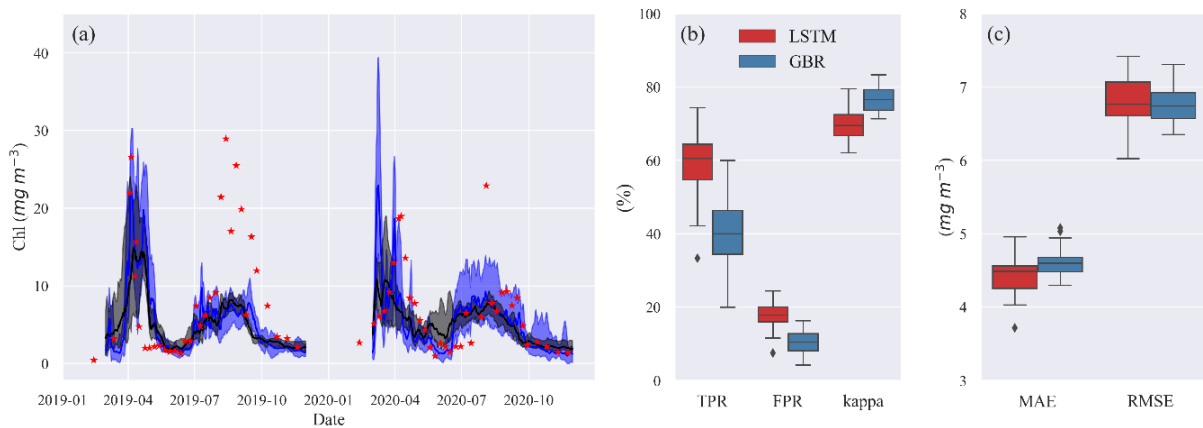 (a)
Chl (mg m⁻³)
40
30
20
10
0
2019-01 2019-04 2019-07 2019-10 2020-01 2020-04 2020-07 2020-10
Date
(b)
LSTM
GBR
(%)
100
80
60
40
20
0
TPR FPR kappa
(c)
(mg m⁻³)
8
7
6
5
4
3
MAE RMSE